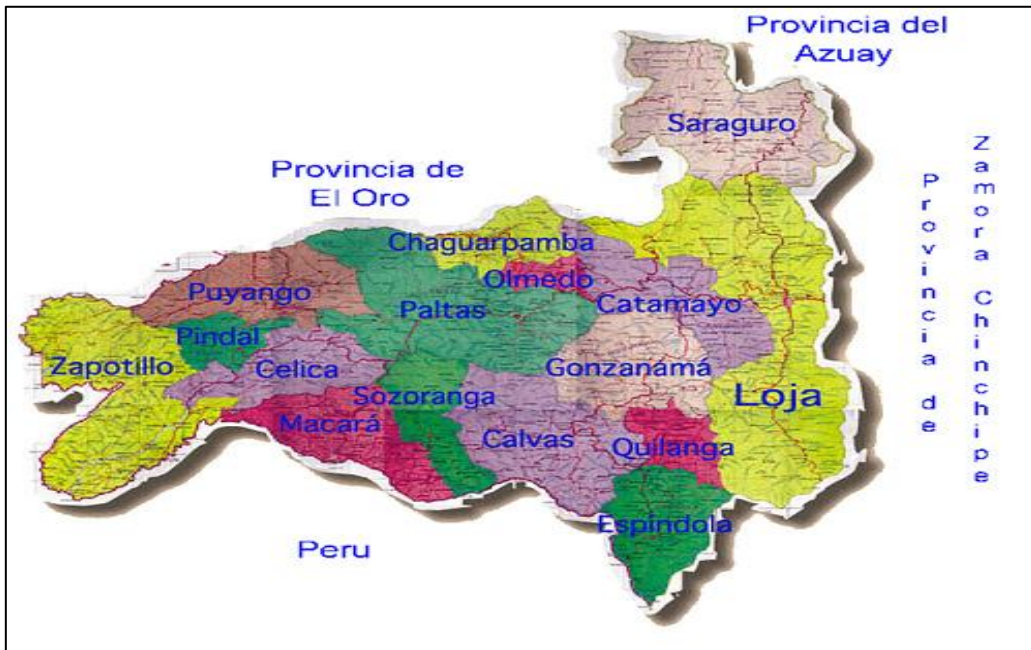 Provincia del
Azuay
Saraguro
Provincia de
El Oro
Provincia de
Zamora Chinchipe
Chaguarpamba
Olmedo
Puyango
Paltas
Catamayo
Pindal
Zapotillo
Celica
Gonzanamá
Sozoranga
Loja
Macará
Calvas
Quilanga
Espíndola
Peru